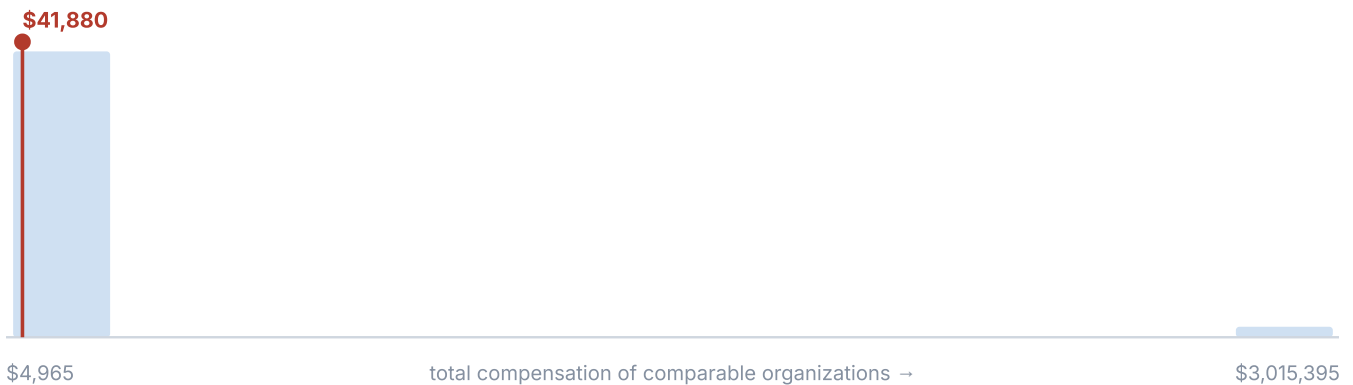 $41,880
$4,965
total compensation of comparable organizations →
$3,015,395